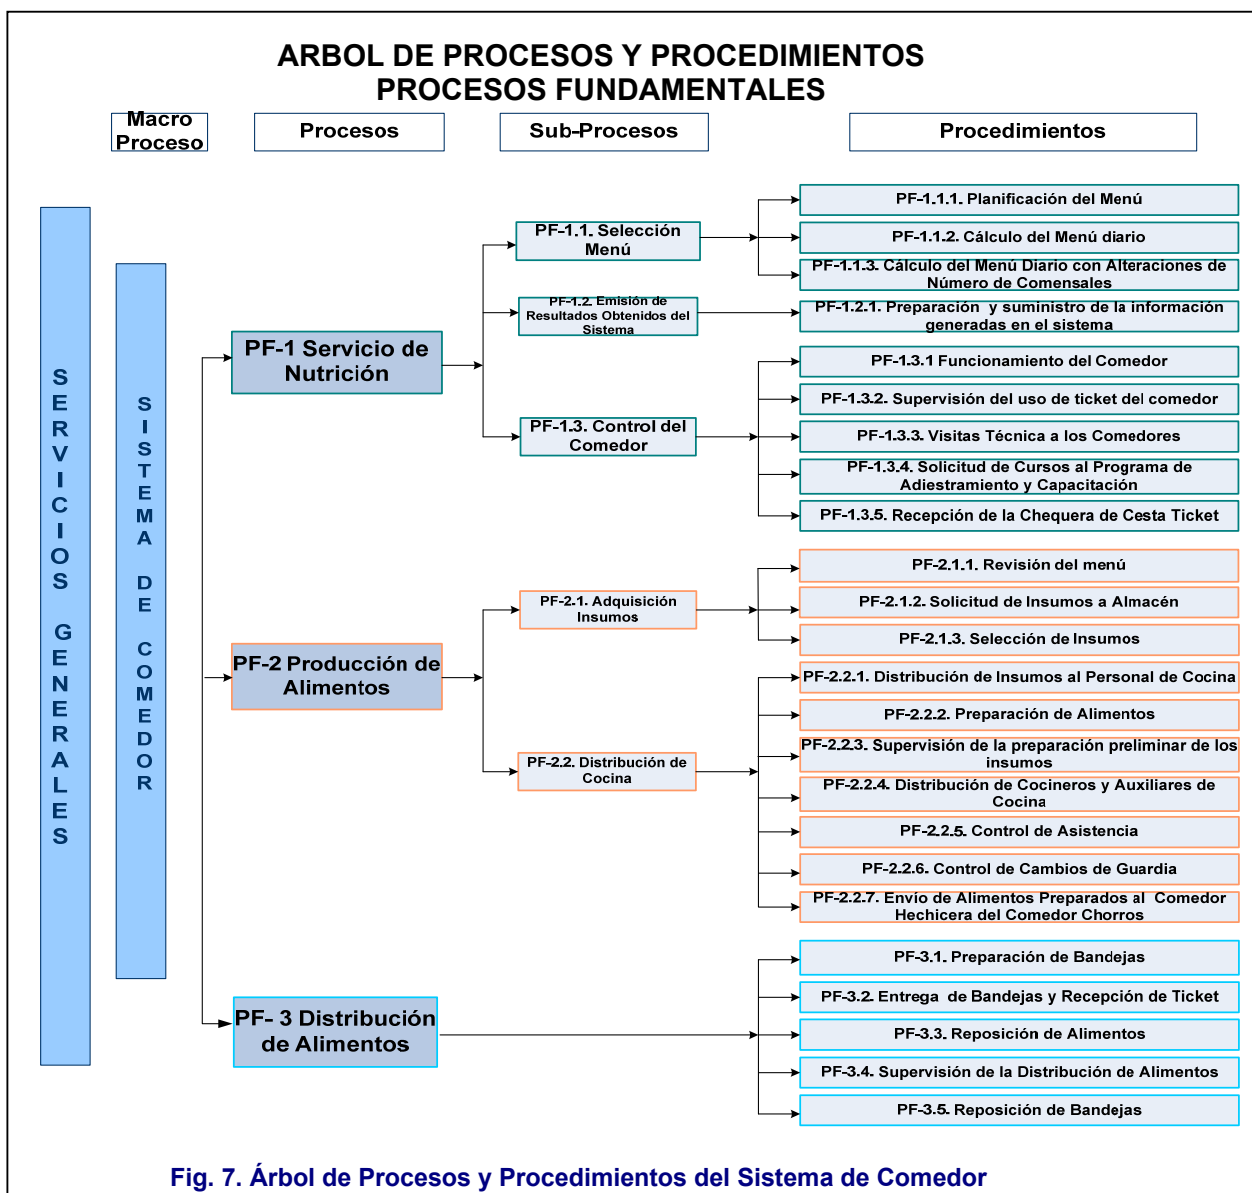 ARBOL DE PROCESOS Y PROCEDIMIENTOS
PROCESOS FUNDAMENTALES
Macro
Proceso
Procesos
Sub-Procesos
Procedimientos
SERVICIOS GENERALES
SISTEMA DE COMEDOR
PF-1 Servicio de
Nutrición
PF-1.1. Selección
Menú
PF-1.1.1. Planificación del Menú
PF-1.1.2. Cálculo del Menú diario
PF-1.1.3. Cálculo del Menú Diario con Alteraciones de
Número de Comensales
PF-1.2. Emisión de
Resultados Obtenidos del
Sistema
PF-1.2.1. Preparación y suministro de la información
generadas en el sistema
PF-1.3. Control del
Comedor
PF-1.3.1 Funcionamiento del Comedor
PF-1.3.2. Supervisión del uso de ticket del comedor
PF-1.3.3. Visitas Técnica a los Comedores
PF-1.3.4. Solicitud de Cursos al Programa de
Adiestramiento y Capacitación
PF-1.3.5. Recepción de la Chequera de Cesta Ticket
PF-2 Producción de
Alimentos
PF-2.1. Adquisición
Insumos
PF-2.1.1. Revisión del menú
PF-2.1.2. Solicitud de Insumos a Almacén
PF-2.1.3. Selección de Insumos
PF-2.2. Distribución de
Cocina
PF-2.2.1. Distribución de Insumos al Personal de Cocina
PF-2.2.2. Preparación de Alimentos
PF-2.2.3. Supervisión de la preparación preliminar de los
insumos
PF-2.2.4. Distribución de Cocineros y Auxiliares de
Cocina
PF-2.2.5. Control de Asistencia
PF-2.2.6. Control de Cambios de Guardia
PF-2.2.7. Envío de Alimentos Preparados al Comedor
Hechicera del Comedor Chorros
PF- 3 Distribución
de Alimentos
PF-3.1. Preparación de Bandejas
PF-3.2. Entrega de Bandejas y Recepción de Ticket
PF-3.3. Reposición de Alimentos
PF-3.4. Supervisión de la Distribución de Alimentos
PF-3.5. Reposición de Bandejas
Fig. 7. Árbol de Procesos y Procedimientos del Sistema de Comedor